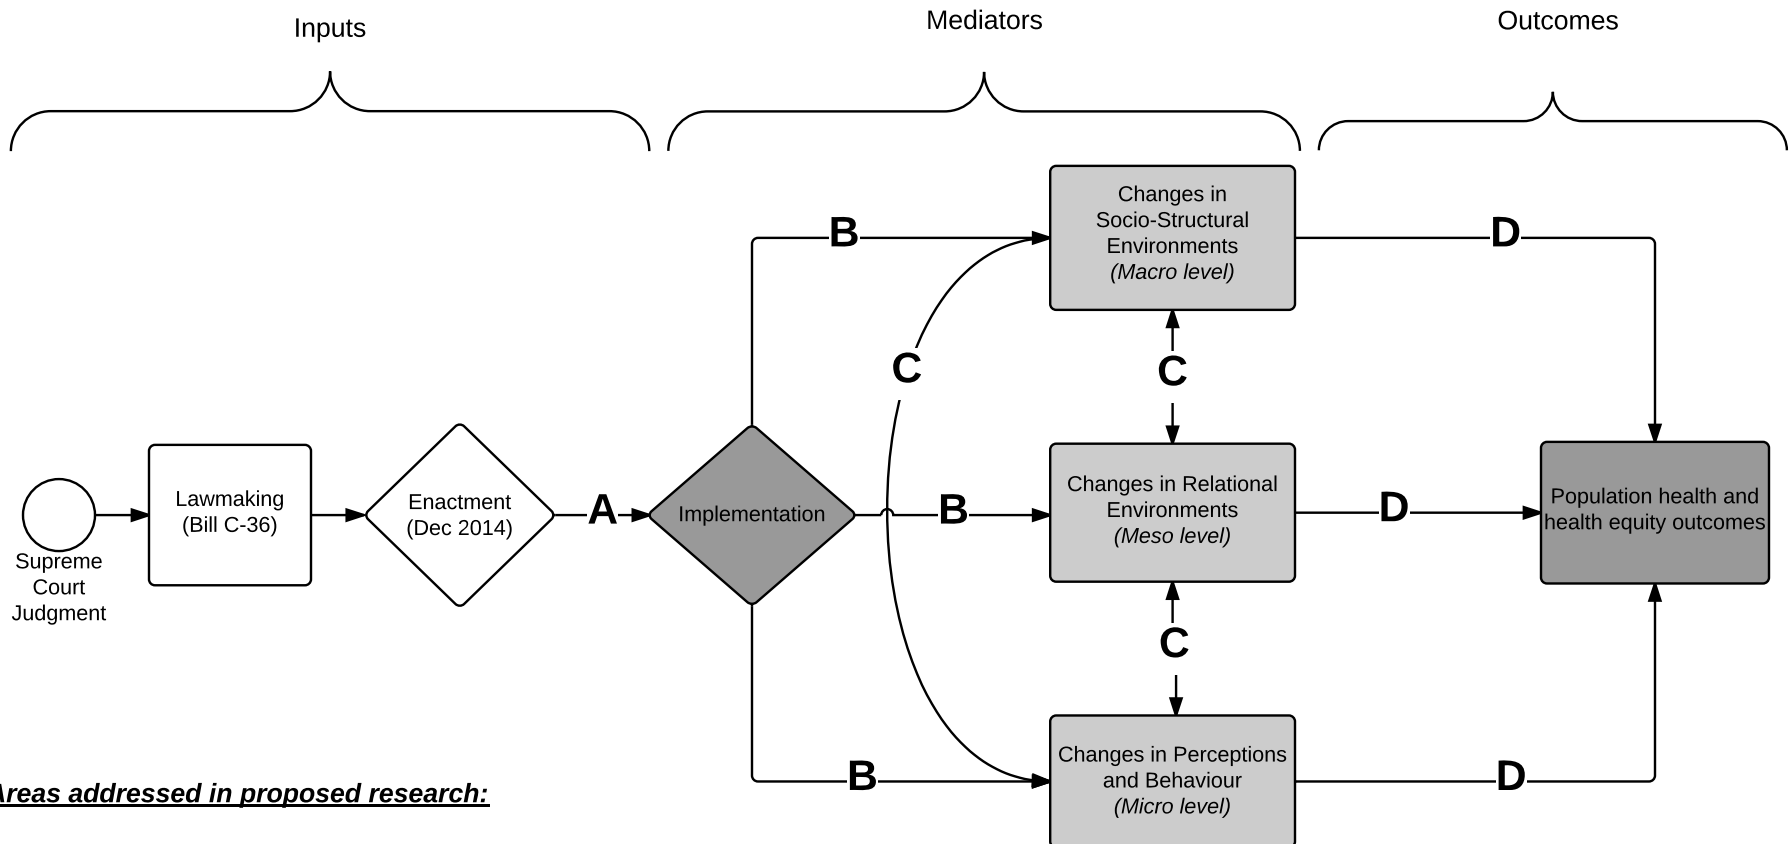 Inputs
Mediators
Outcomes
B
Changes in
Socio-Structural
Environments
(Macro level)
D
C
C
Supreme
Court
Judgment
Lawmaking
(Bill C-36)
Enactment
(Dec 2014)
A
Implementation
B
Changes in Relational
Environments
(Meso level)
D
Population health and
health equity outcomes
C
B
Changes in Perceptions
and Behaviour
(Micro level)
D
Areas addressed in proposed research: